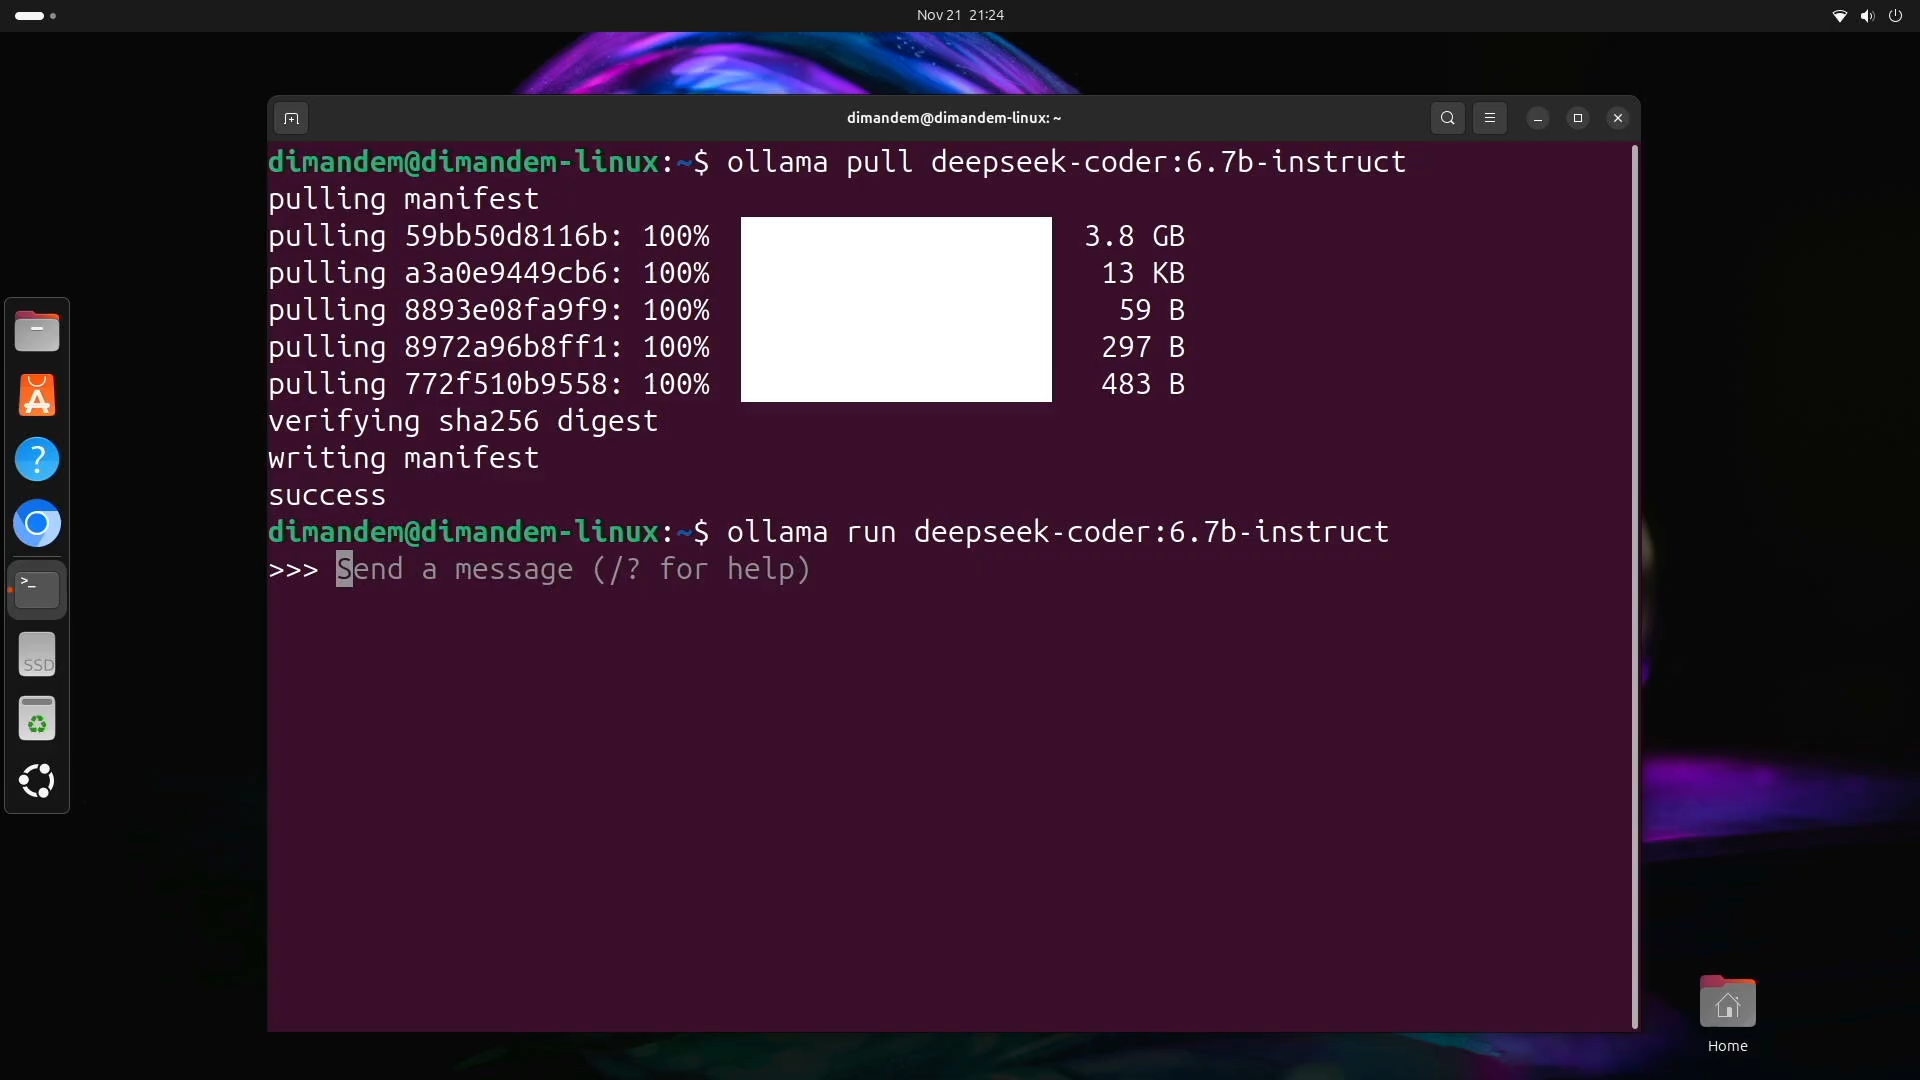 Nov 21 21:24
dimandem@dimandem-linux: ~
dimandem@dimandem-linux:~$ ollama pull deepseek-coder:6.7b-instruct
pulling manifest
pulling 59bb50d8116b: 100% 3.8 GB
pulling a3a0e9449cb6: 100% 13 KB
pulling 8893e08fa9f9: 100% 59 B
pulling 8972a96b8ff1: 100% 297 B
pulling 772f510b9558: 100% 483 B
verifying sha256 digest
writing manifest
success
dimandem@dimandem-linux:~$ ollama run deepseek-coder:6.7b-instruct
>>> Send a message (/? for help)
SSD
Home